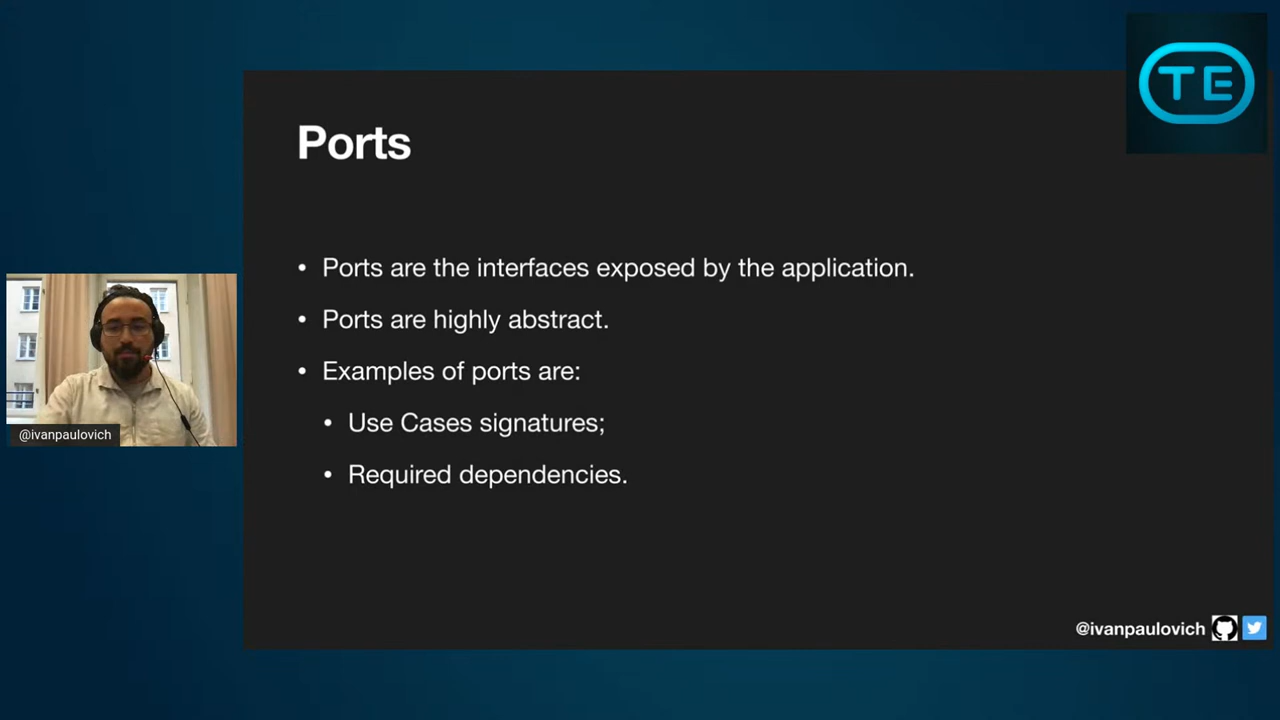 TE
Ports
• Ports are the interfaces exposed by the application.
• Ports are highly abstract.
• Examples of ports are:
• Use Cases signatures;
• Required dependencies.
@ivanpaulovich
@ivanpaulovich